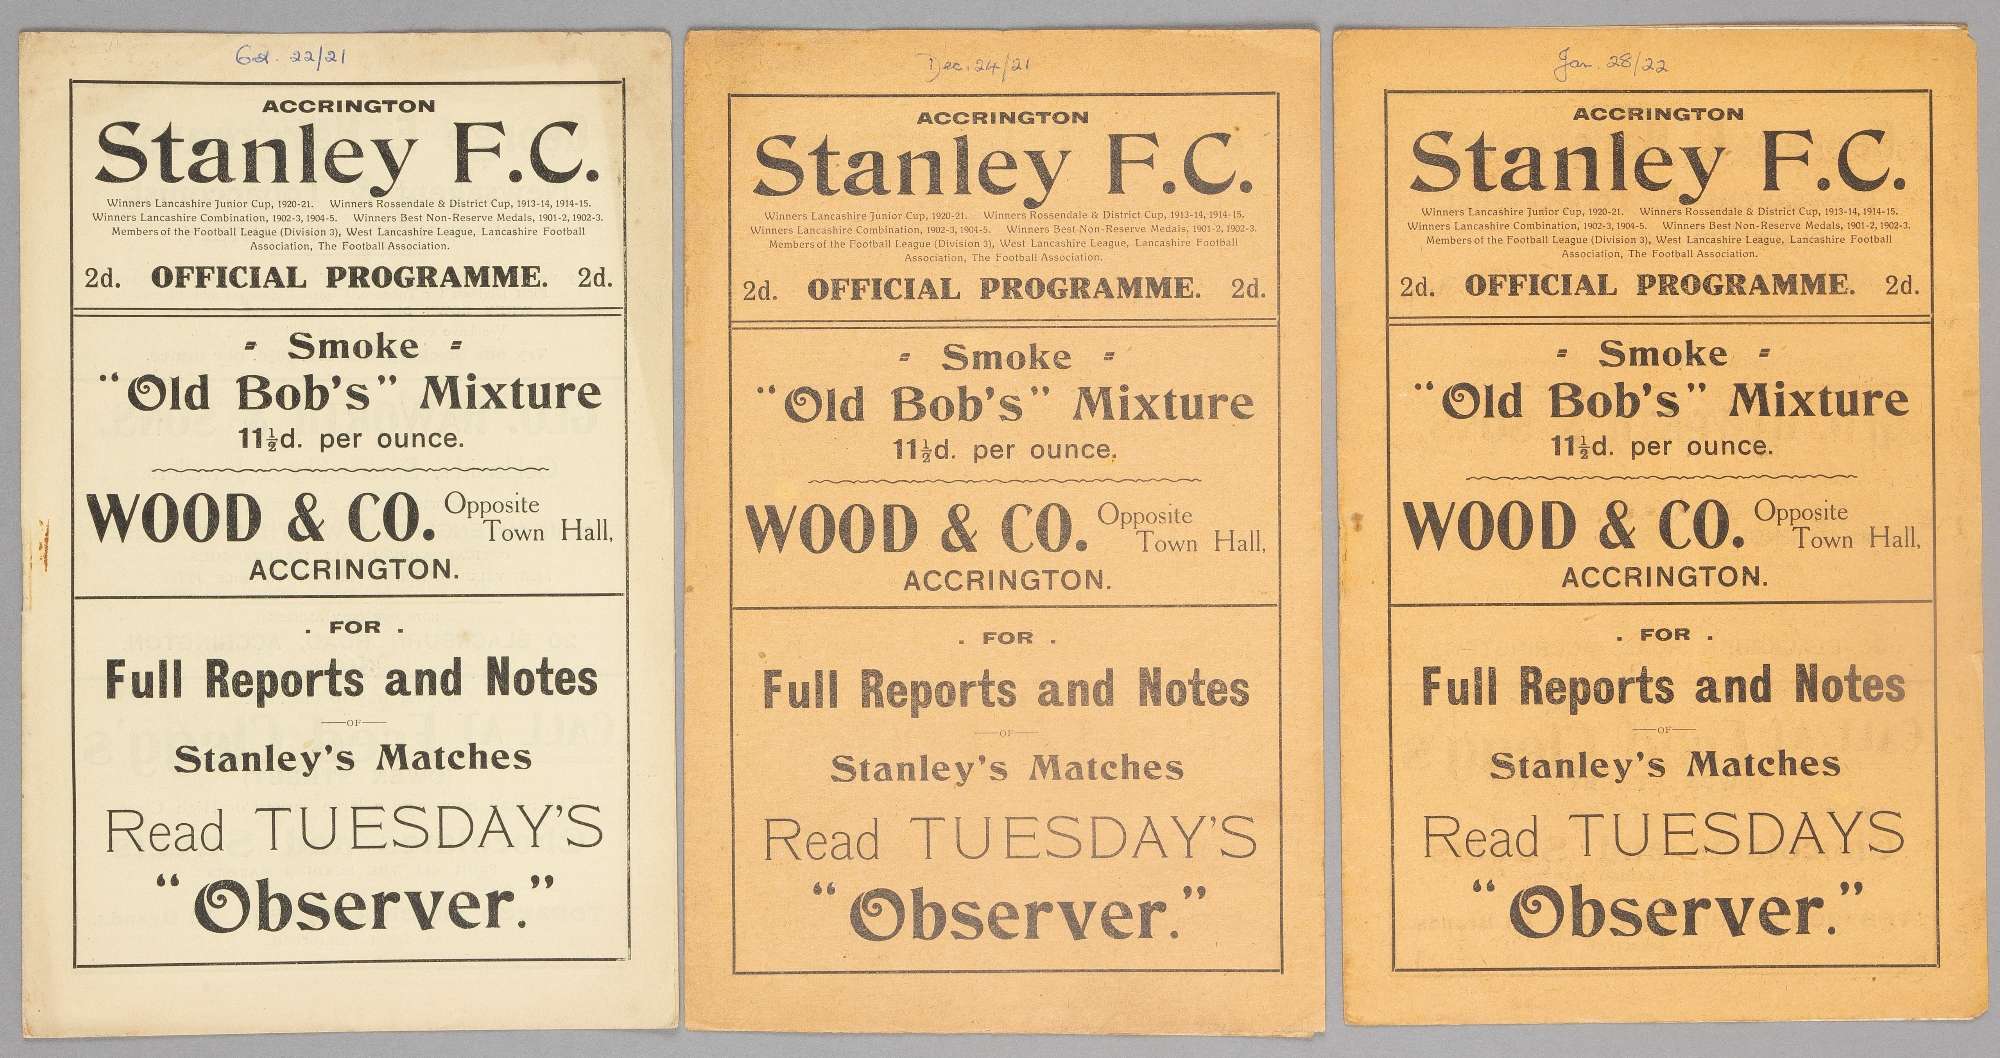 Oct. 22/21
ACCRINGTON
Stanley F.C.
Winners Lancashire Junior Cup, 1920-21. Winners Rossendale & District Cup, 1913-14, 1914-15.
Winners Lancashire Combination, 1902-3, 1904-5. Winners Best Non-Reserve Medals, 1901-2, 1902-3.
Members of the Football League (Division 3), West Lancashire League, Lancashire Football
Association, The Football Association.
2d. OFFICIAL PROGRAMME. 2d.
Smoke
"Old Bob's" Mixture
11½d. per ounce.
WOOD & CO. Opposite
Town Hall,
ACCRINGTON.
. FOR .
Full Reports and Notes
—OF—
Stanley's Matches
Read TUESDAY'S
"Observer."
Dec. 24/21
ACCRINGTON
Stanley F.C.
Winners Lancashire Junior Cup, 1920-21. Winners Rossendale & District Cup, 1913-14, 1914-15.
Winners Lancashire Combination, 1902-3, 1904-5. Winners Best Non-Reserve Medals, 1901-2, 1902-3.
Members of the Football League (Division 3), West Lancashire League, Lancashire Football
Association, The Football Association.
2d. OFFICIAL PROGRAMME. 2d.
Smoke
"Old Bob's" Mixture
11½d. per ounce.
WOOD & CO. Opposite
Town Hall,
ACCRINGTON.
. FOR .
Full Reports and Notes
—OF—
Stanley's Matches
Read TUESDAY'S
"Observer."
Jan. 28/22
ACCRINGTON
Stanley F.C.
Winners Lancashire Junior Cup, 1920-21. Winners Rossendale & District Cup, 1913-14, 1914-15.
Winners Lancashire Combination, 1902-3, 1904-5. Winners Best Non-Reserve Medals, 1901-2, 1902-3.
Members of the Football League (Division 3), West Lancashire League, Lancashire Football
Association, The Football Association.
2d. OFFICIAL PROGRAMME. 2d.
Smoke
"Old Bob's" Mixture
11½d. per ounce.
WOOD & CO. Opposite
Town Hall,
ACCRINGTON.
. FOR .
Full Reports and Notes
—OF—
Stanley's Matches
Read TUESDAYS
"Observer."